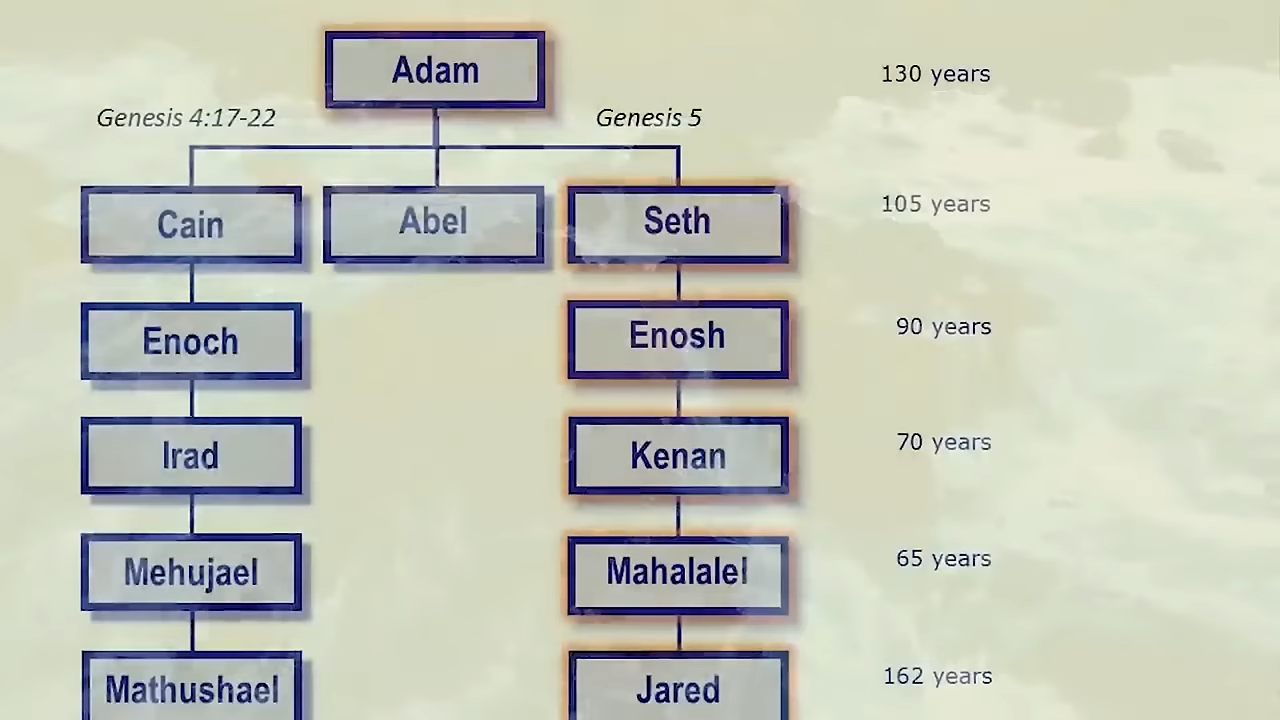 Adam
130 years
Genesis 4:17-22
Genesis 5
Cain
Abel
Seth
105 years
Enoch
Enosh
90 years
Irad
Kenan
70 years
Mehujael
Mahalalel
65 years
Mathushael
Jared
162 years